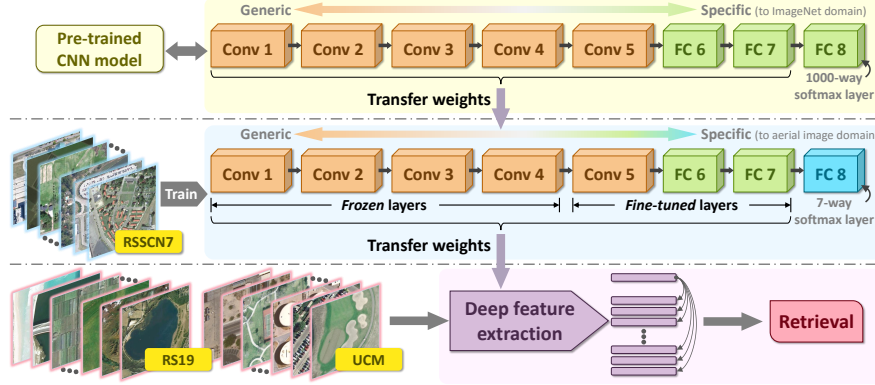 Generic
Specific (to ImageNet domain)
Pre-trained
CNN model
Conv 1
Conv 2
Conv 3
Conv 4
Conv 5
FC 6
FC 7
FC 8
1000-way
softmax layer
Transfer weights
Generic
Specific (to aerial image domain)
Conv 1
Conv 2
Conv 3
Conv 4
Conv 5
FC 6
FC 7
FC 8
Train
RSSCN7
Frozen layers
Fine-tuned layers
7-way
softmax layer
Transfer weights
RS19
UCM
Deep feature
extraction
Retrieval